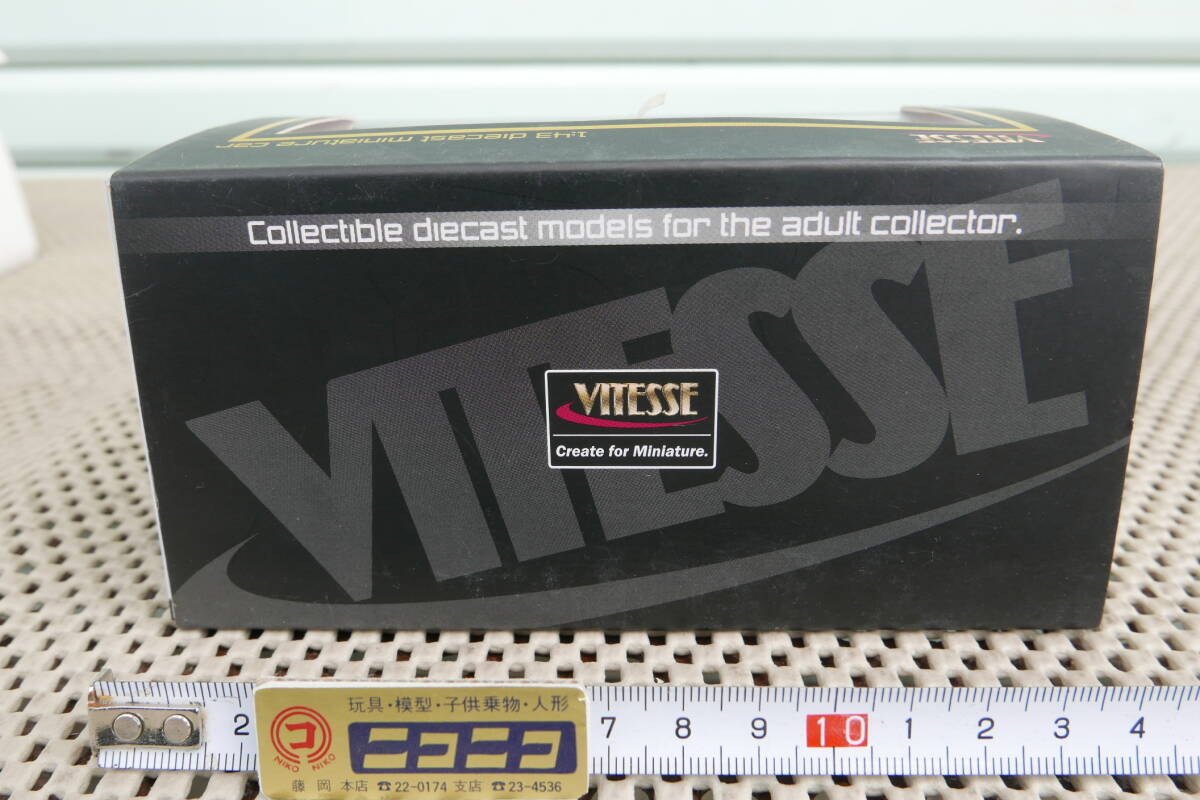 1:43 diecast miniature car
VITESSE
Collectible diecast models for the adult collector.
VITESSE
VITESSE
Create for Miniature.
2 7 8 9 10 1 2 3 4
玩具・模型・子供乗物・人形
コ
NIKO NIKO
ニコニコ
藤岡 本店 ☎22-0174 支店 ☎23-4536